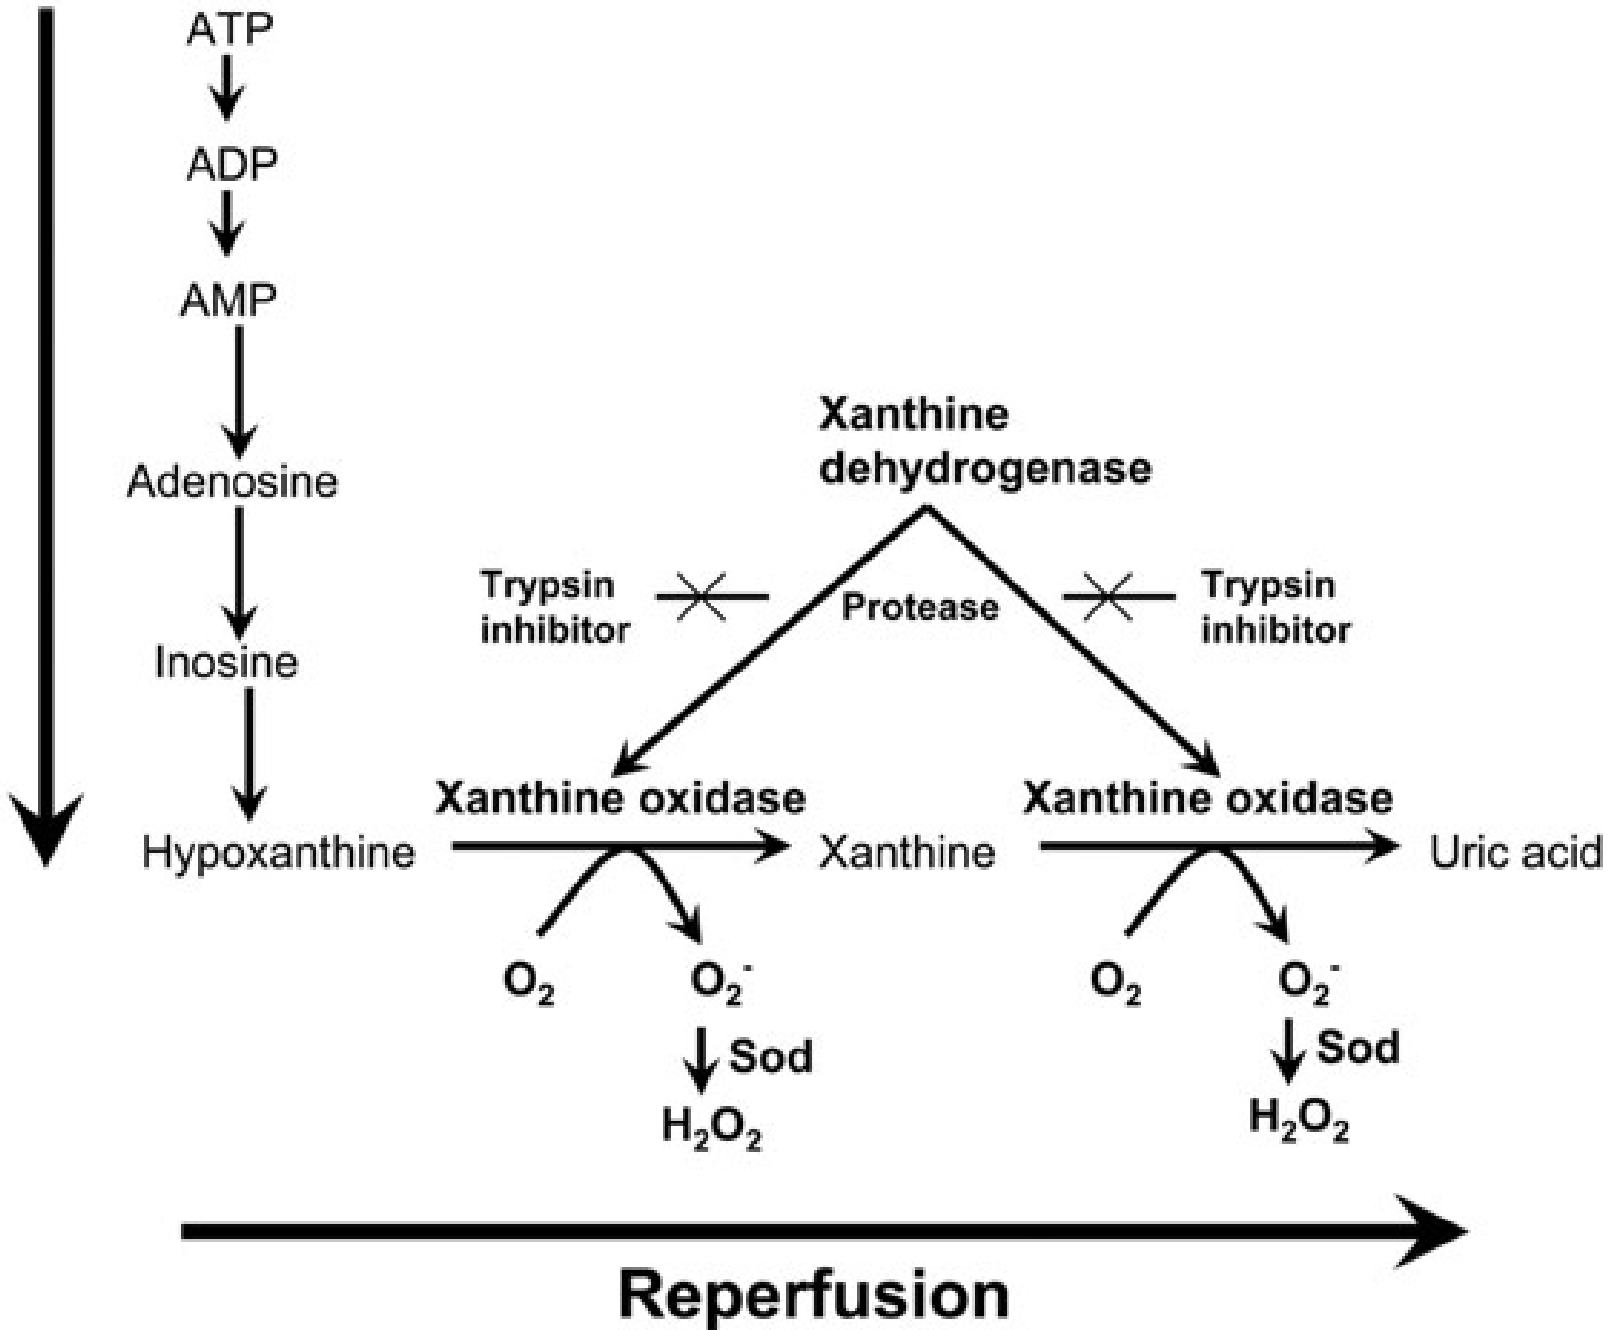 ATP
ADP
AMP
Adenosine
Inosine
Hypoxanthine
Xanthine
dehydrogenase
Trypsin
inhibitor
Protease
Trypsin
inhibitor
Xanthine oxidase
Xanthine
Xanthine oxidase
Uric acid
O₂
O₂⁻
Sod
H₂O₂
O₂
O₂⁻
Sod
H₂O₂
Reperfusion